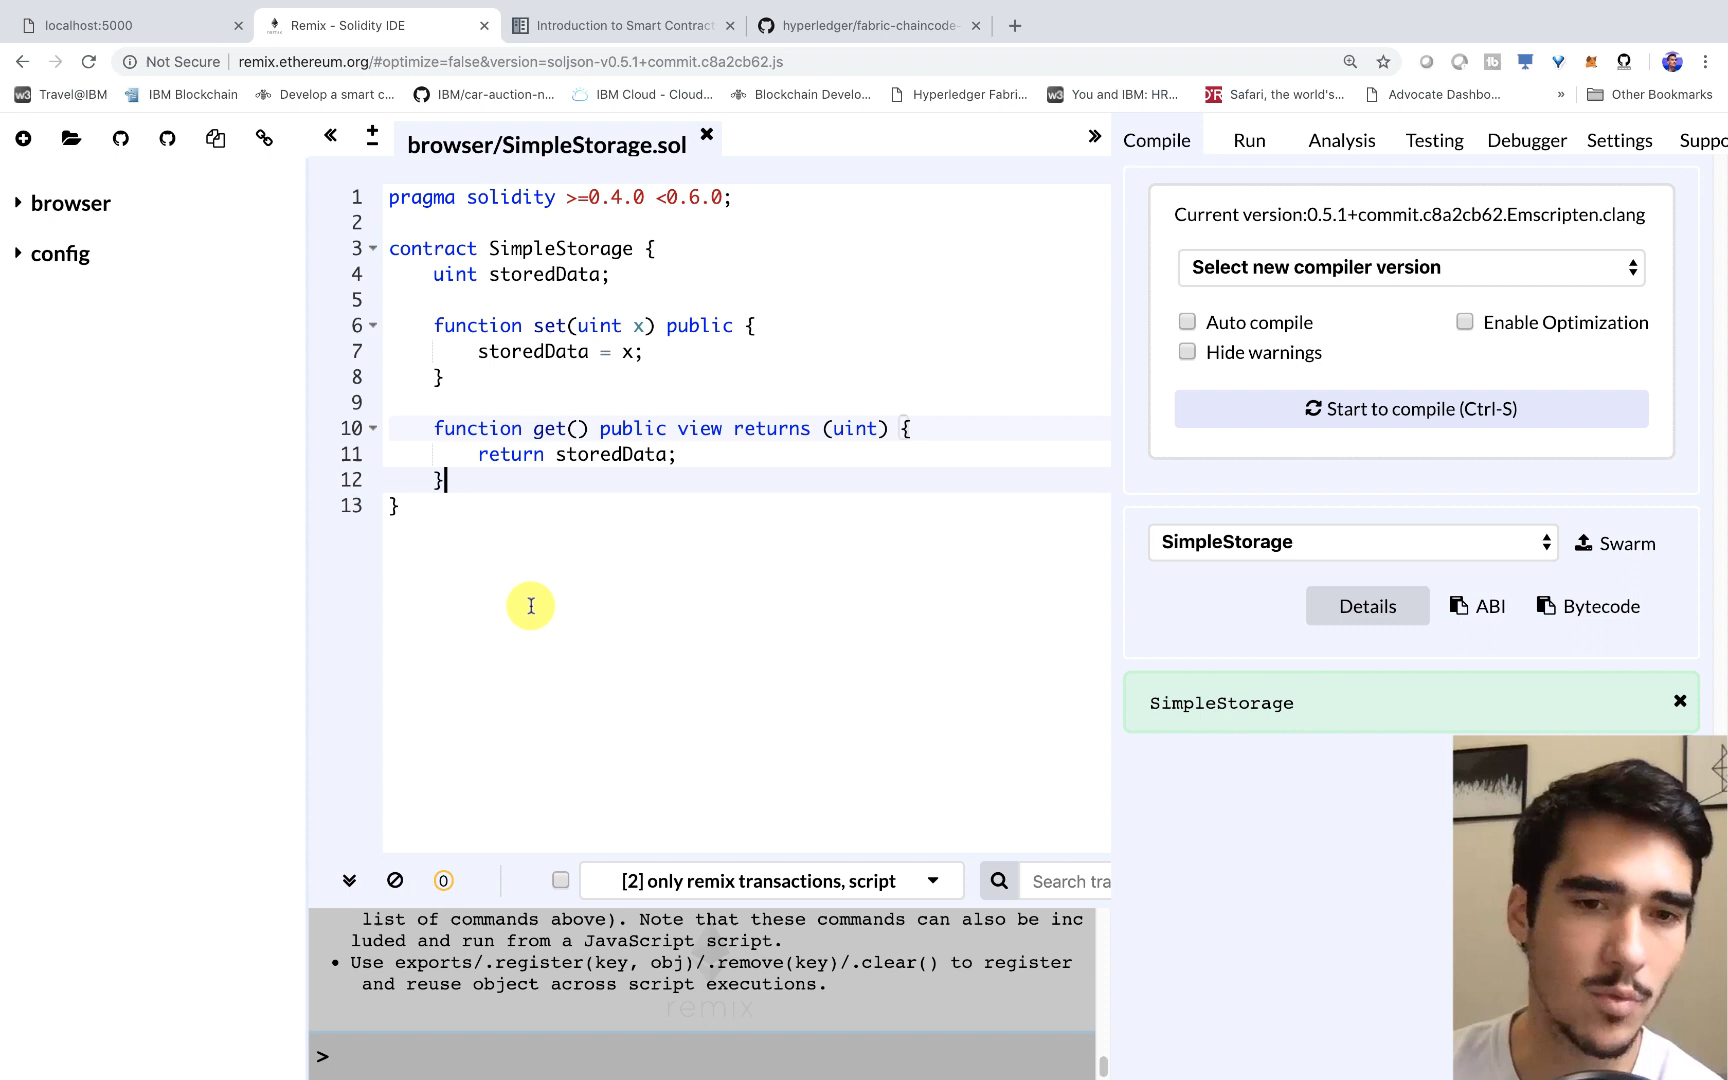 localhost:5000
Remix - Solidity IDE
Introduction to Smart Contract
hyperledger/fabric-chaincode-
Not Secure
remix.ethereum.org/#optimize=false&version=soljson-v0.5.1+commit.c8a2cb62.js
Travel@IBM
IBM Blockchain
Develop a smart c...
IBM/car-auction-n...
IBM Cloud - Cloud...
Blockchain Develo...
Hyperledger Fabri...
You and IBM: HR...
Safari, the world's...
Advocate Dashbo...
»
Other Bookmarks
browser/SimpleStorage.sol
Compile
Run
Analysis
Testing
Debugger
Settings
Suppo
browser
config
1 pragma solidity >=0.4.0 <0.6.0;
2
3 contract SimpleStorage {
4 uint storedData;
5
6 function set(uint x) public {
7 storedData = x;
8 }
9
10 function get() public view returns (uint) {
11 return storedData;
12 }
13 }
Current version:0.5.1+commit.c8a2cb62.Emscripten.clang
Select new compiler version
Auto compile
Enable Optimization
Hide warnings
Start to compile (Ctrl-S)
SimpleStorage
Swarm
Details
ABI
Bytecode
SimpleStorage
0
[2] only remix transactions, script
Search tra
list of commands above). Note that these commands can also be inc
luded and run from a JavaScript script.
• Use exports/.register(key, obj)/.remove(key)/.clear() to register
and reuse object across script executions.
remix
>